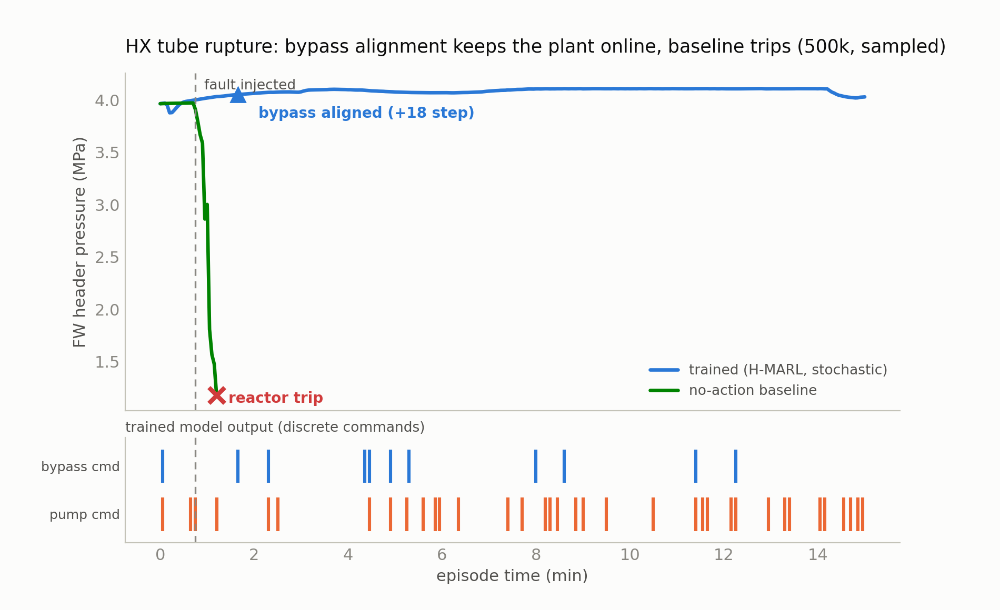 HX tube rupture: bypass alignment keeps the plant online, baseline trips (500k, sampled)
fault injected
bypass aligned (+18 step)
FW header pressure (MPa)
4.0
3.5
3.0
2.5
2.0
1.5
reactor trip
trained (H-MARL, stochastic)
no-action baseline
trained model output (discrete commands)
bypass cmd
pump cmd
0 2 4 6 8 10 12 14
episode time (min)